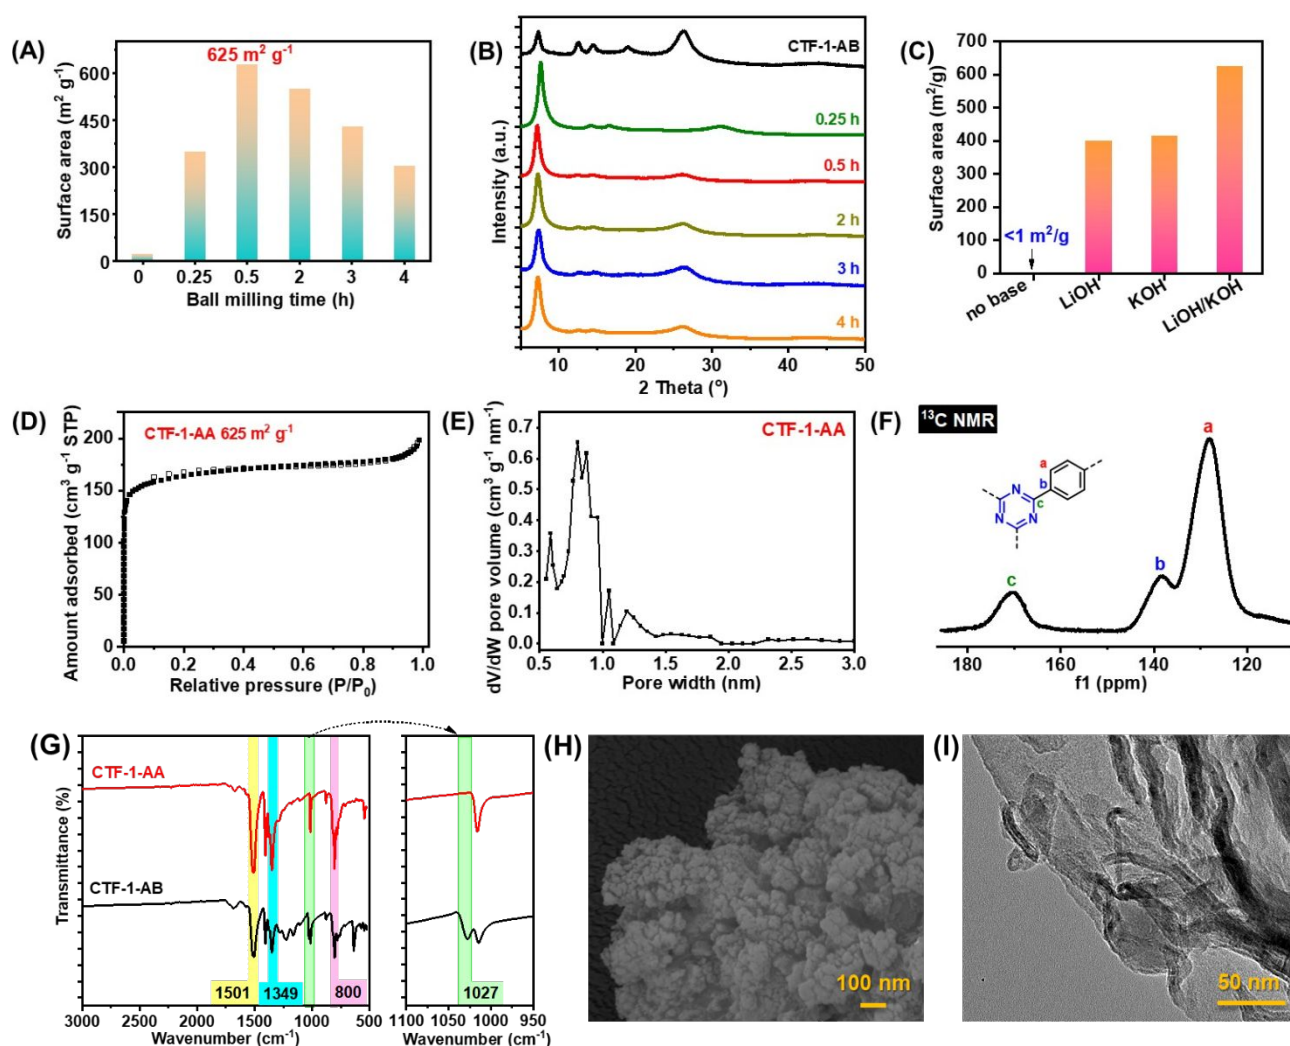 (A)
625 m² g⁻¹
Surface area (m² g⁻¹)
600
450
300
150
0
0 0.25 0.5 2 3 4
Ball milling time (h)
(B)
CTF-1-AB
0.25 h
0.5 h
2 h
3 h
4 h
Intensity (a.u.)
10 20 30 40 50
2 Theta (°)
(C)
Surface area (m²/g)
700
600
500
400
300
200
100
0
<1 m²/g
no base LiOH KOH LiOH/KOH
(D)
CTF-1-AA 625 m² g⁻¹
Amount adsorbed (cm³ g⁻¹ STP)
200
150
100
50
0
0.0 0.2 0.4 0.6 0.8 1.0
Relative pressure (P/P₀)
(E)
CTF-1-AA
dV/dW pore volume (cm³ g⁻¹ nm⁻¹)
0.7
0.6
0.5
0.4
0.3
0.2
0.1
0.0
0.5 1.0 1.5 2.0 2.5 3.0
Pore width (nm)
(F)
¹³C NMR
a
b
c
N
N
N
a
b
c
180 160 140 120
f1 (ppm)
(G)
CTF-1-AA
CTF-1-AB
Transmittance (%)
1501 1349 800
1027
3000 2500 2000 1500 1000 500
Wavenumber (cm⁻¹)
1100 1050 1000 950
Wavenumber (cm⁻¹)
(H)
100 nm
(I)
50 nm